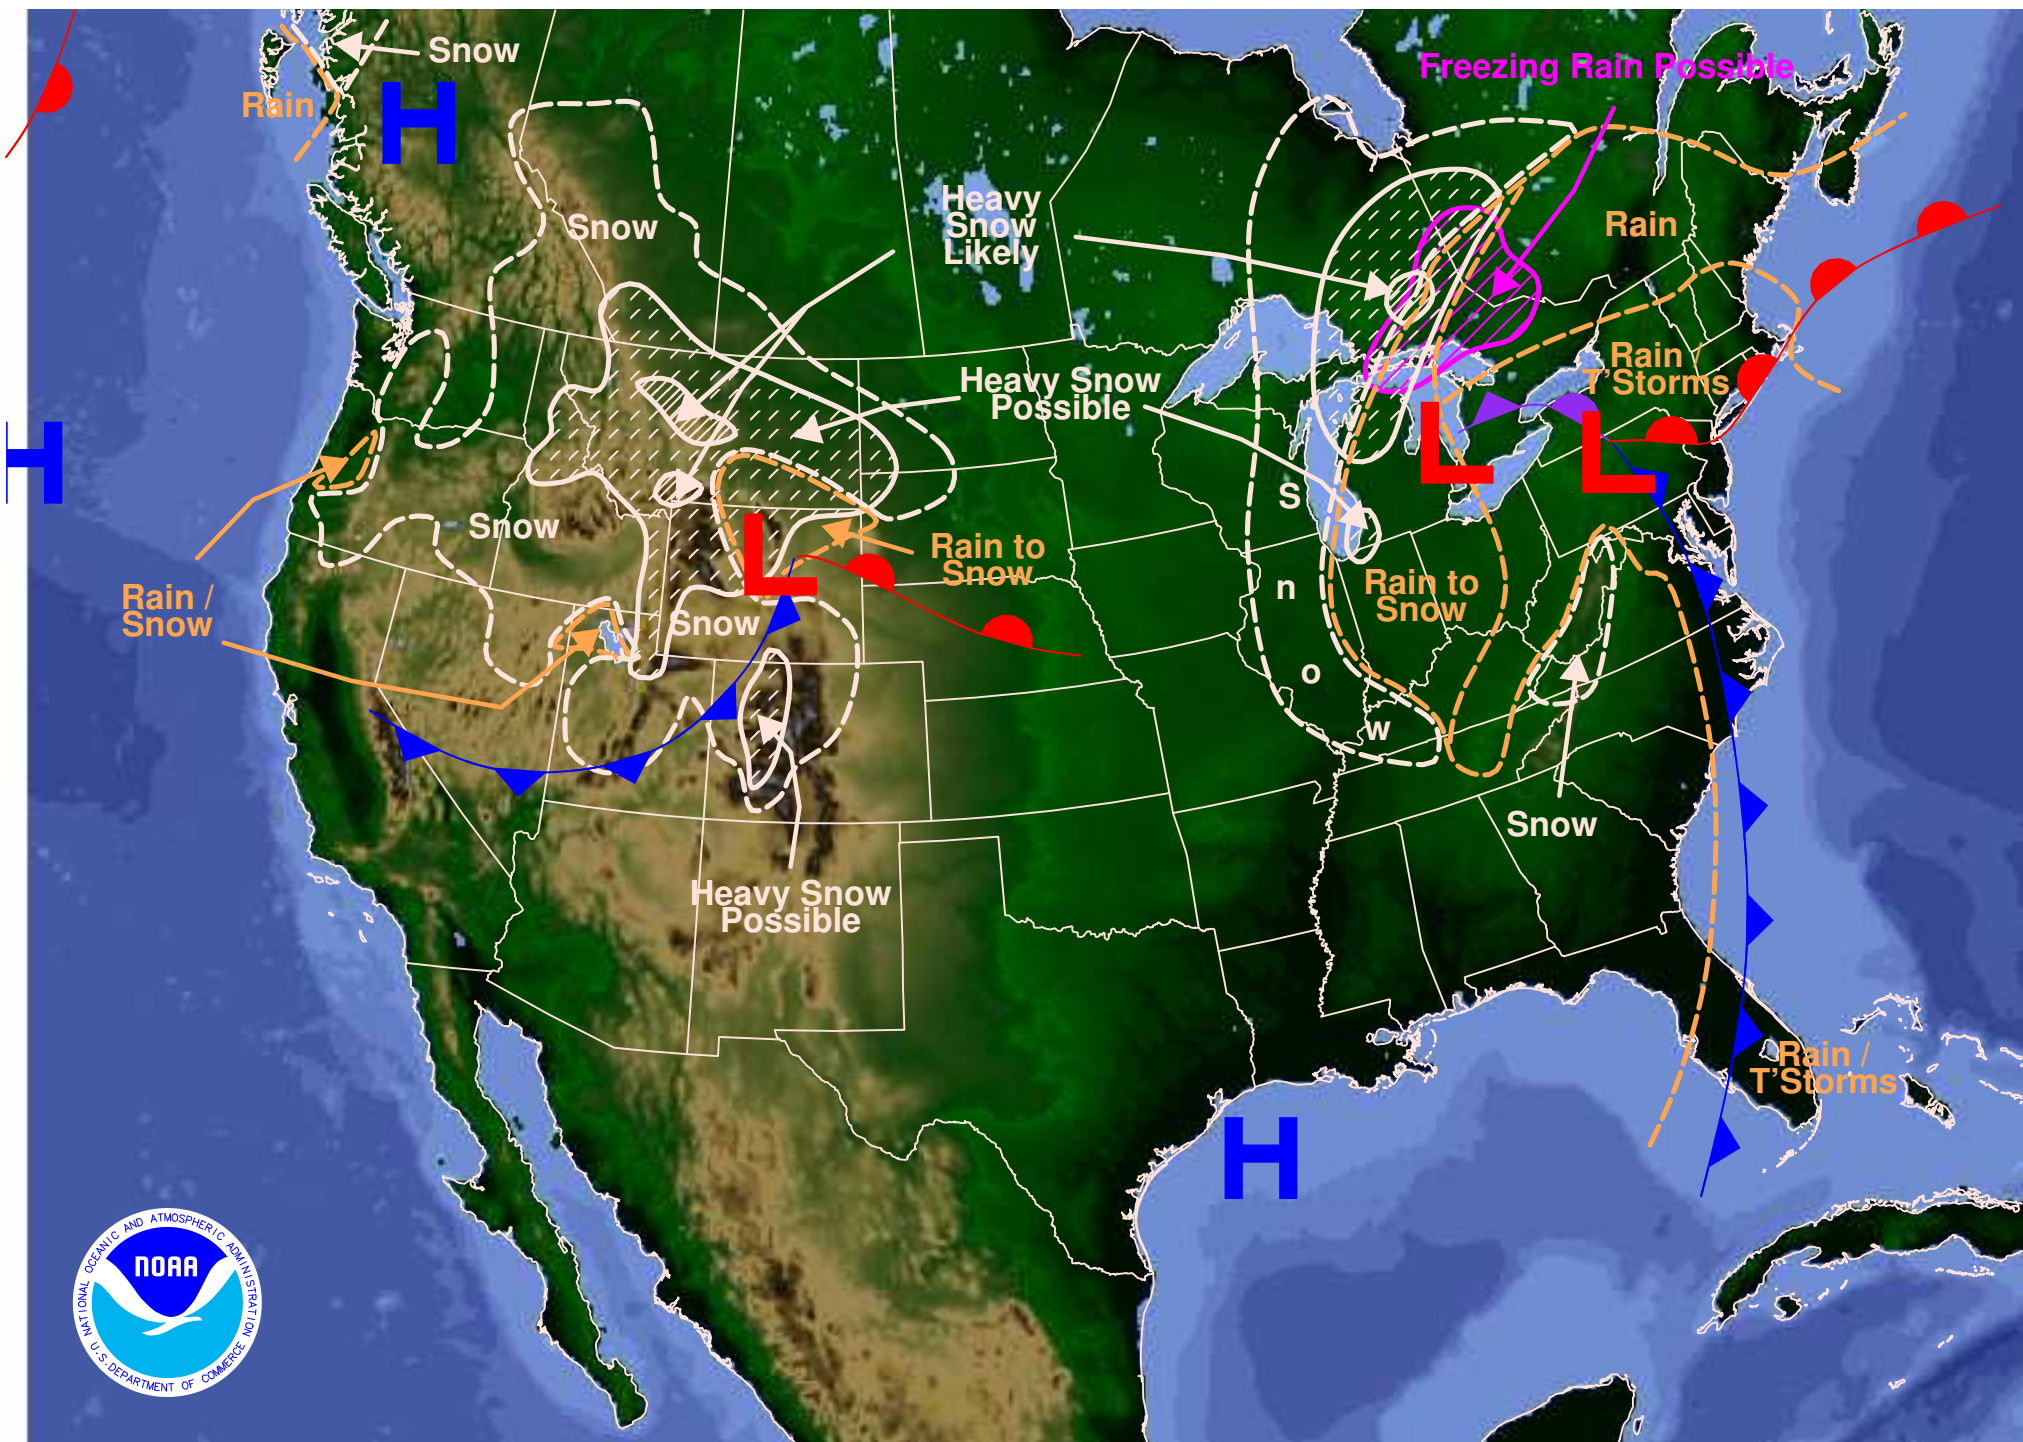 Snow
H
Rain
Freezing Rain Possible
Heavy
Snow
Likely
Snow
Rain
Heavy Snow
Possible
Rain /
T'Storms
H
L
L
S
n
o
w
Snow
L
Rain to
Snow
Rain to
Snow
Rain /
Snow
Snow
Snow
Heavy Snow
Possible
Rain /
T'Storms
H
NATIONAL OCEANIC AND ATMOSPHERIC ADMINISTRATION
NOAA
U.S. DEPARTMENT OF COMMERCE